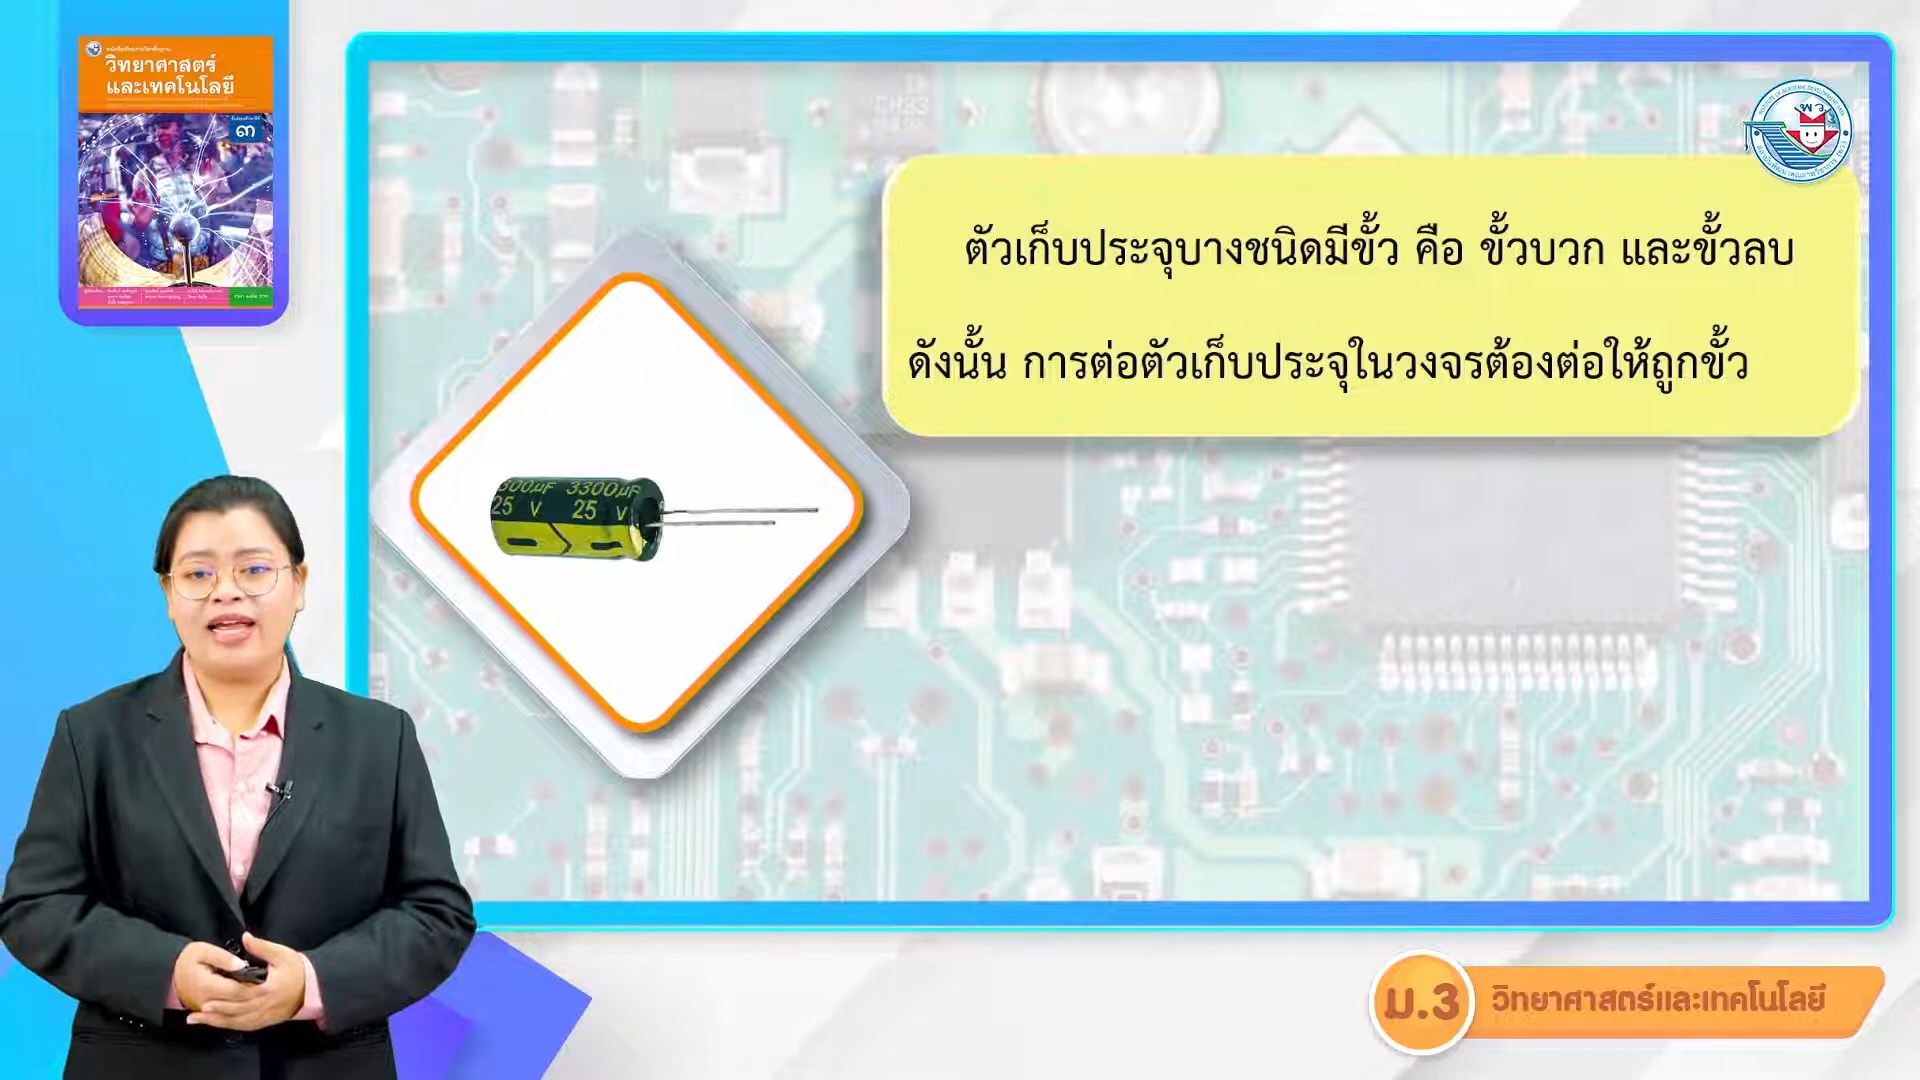 วิทยาศาสตร์
และเทคโนโลยี
๓
พว
ตัวเก็บประจุบางชนิดมีขั้ว คือ ขั้วบวก และขั้วลบ
ดังนั้น การต่อตัวเก็บประจุในวงจรต้องต่อให้ถูกขั้ว
3300µF
25 V 25 V
ม.3 วิทยาศาสตร์และเทคโนโลยี